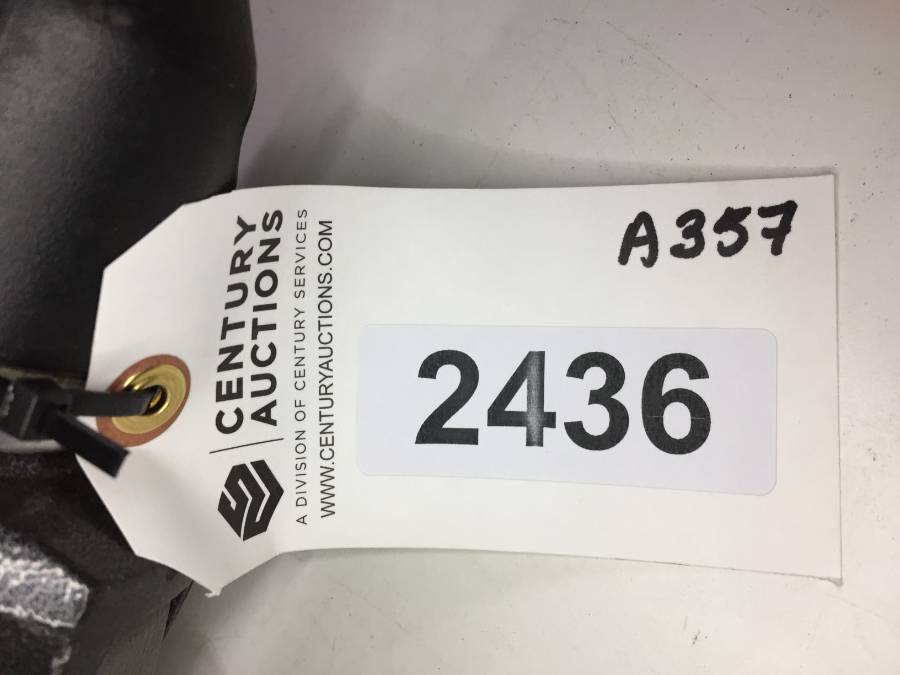 CENTURY
AUCTIONS
A DIVISION OF CENTURY SERVICES
WWW.CENTURYAUCTIONS.COM
A357
2436